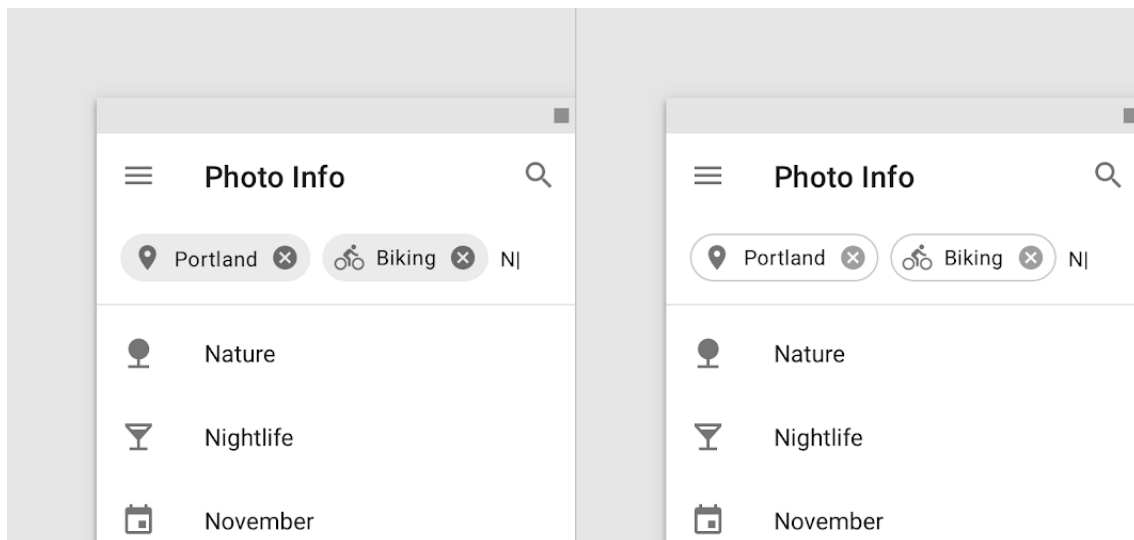 Photo Info
Portland Biking N|
Nature
Nightlife
November
Photo Info
Portland Biking N|
Nature
Nightlife
November